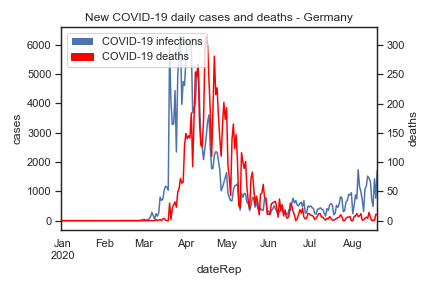 New COVID-19 daily cases and deaths - Germany
COVID-19 infections
COVID-19 deaths
6000
5000
4000
3000
2000
1000
0
cases
300
250
200
150
100
50
0
deaths
Jan Feb Mar Apr May Jun Jul Aug
2020
dateRep